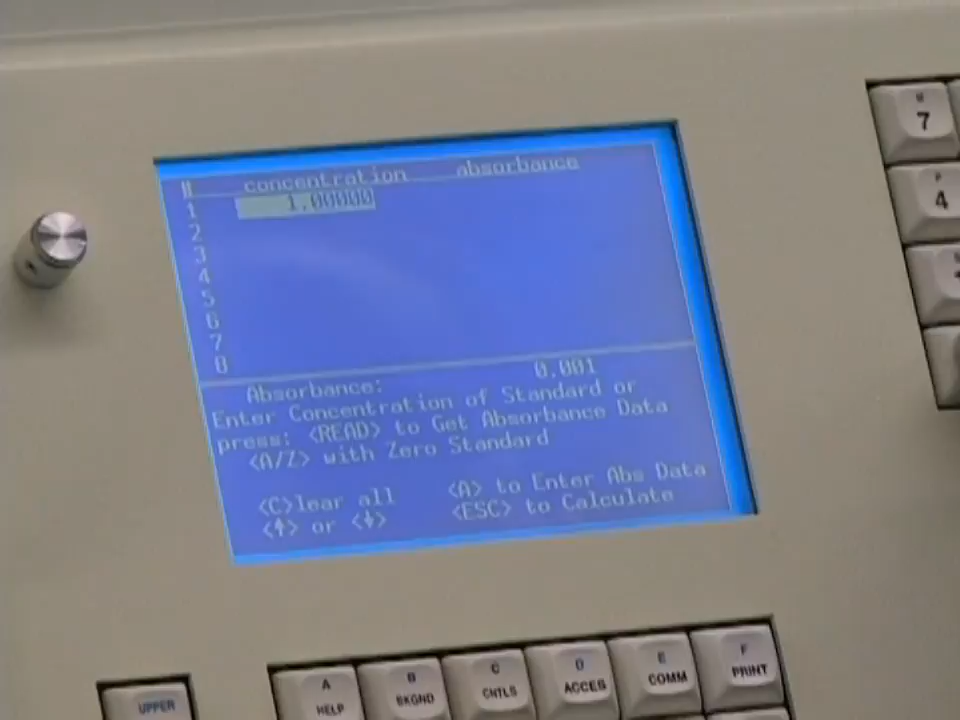 # concentration absorbance
1 1.00000
2
3
4
5
6
7
8
Absorbance: 0.001
Enter Concentration of Standard or
press: <READ> to Get Absorbance Data
<A/Z> with Zero Standard
<C>lear all <A> to Enter Abs Data
<↑> or <↓> <ESC> to Calculate
M
7
P
4
UPPER
A
HELP
B
BKGND
C
CNTLS
D
ACCES
E
COMM
F
PRINT